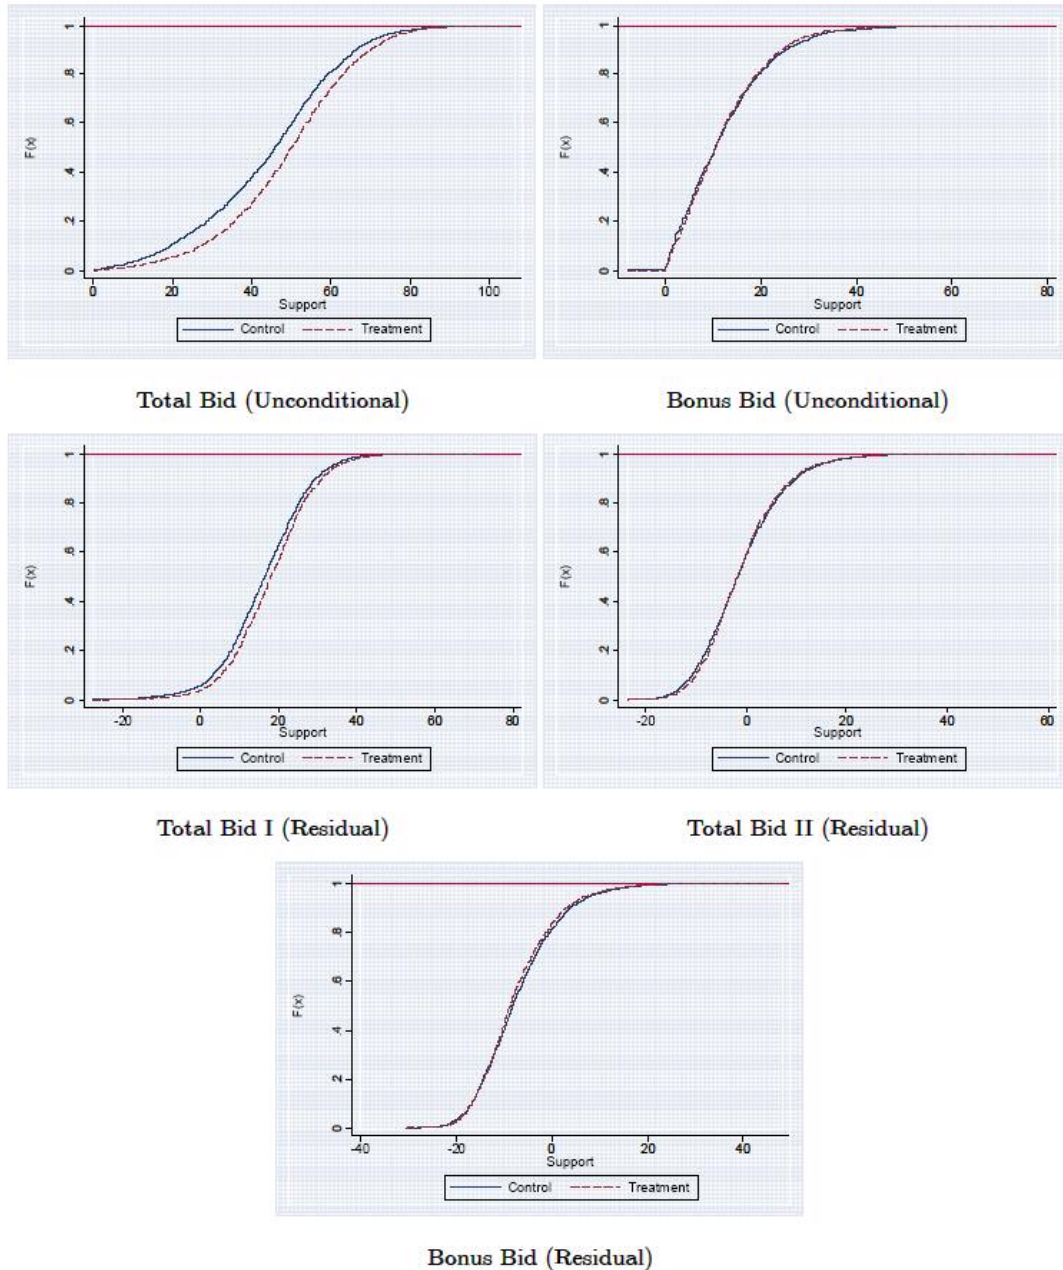 F(x)
1
.8
.6
.4
.2
0
0 20 40 60 80 100
Support
Control Treatment
Total Bid (Unconditional)
F(x)
1
.8
.6
.4
.2
0
0 20 40 60 80
Support
Control Treatment
Bonus Bid (Unconditional)
F(x)
1
.8
.6
.4
.2
0
-20 0 20 40 60 80
Support
Control Treatment
Total Bid I (Residual)
F(x)
1
.8
.6
.4
.2
0
-20 0 20 40 60
Support
Control Treatment
Total Bid II (Residual)
F(x)
1
.8
.6
.4
.2
0
-40 -20 0 20 40
Support
Control Treatment
Bonus Bid (Residual)